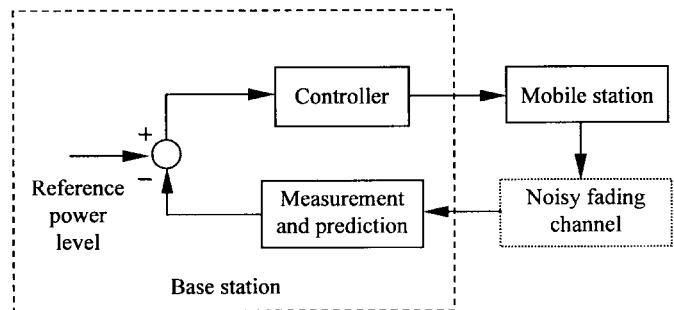 Controller
Mobile station
+
−
Reference
power
level
Measurement
and prediction
Noisy fading
channel
Base station